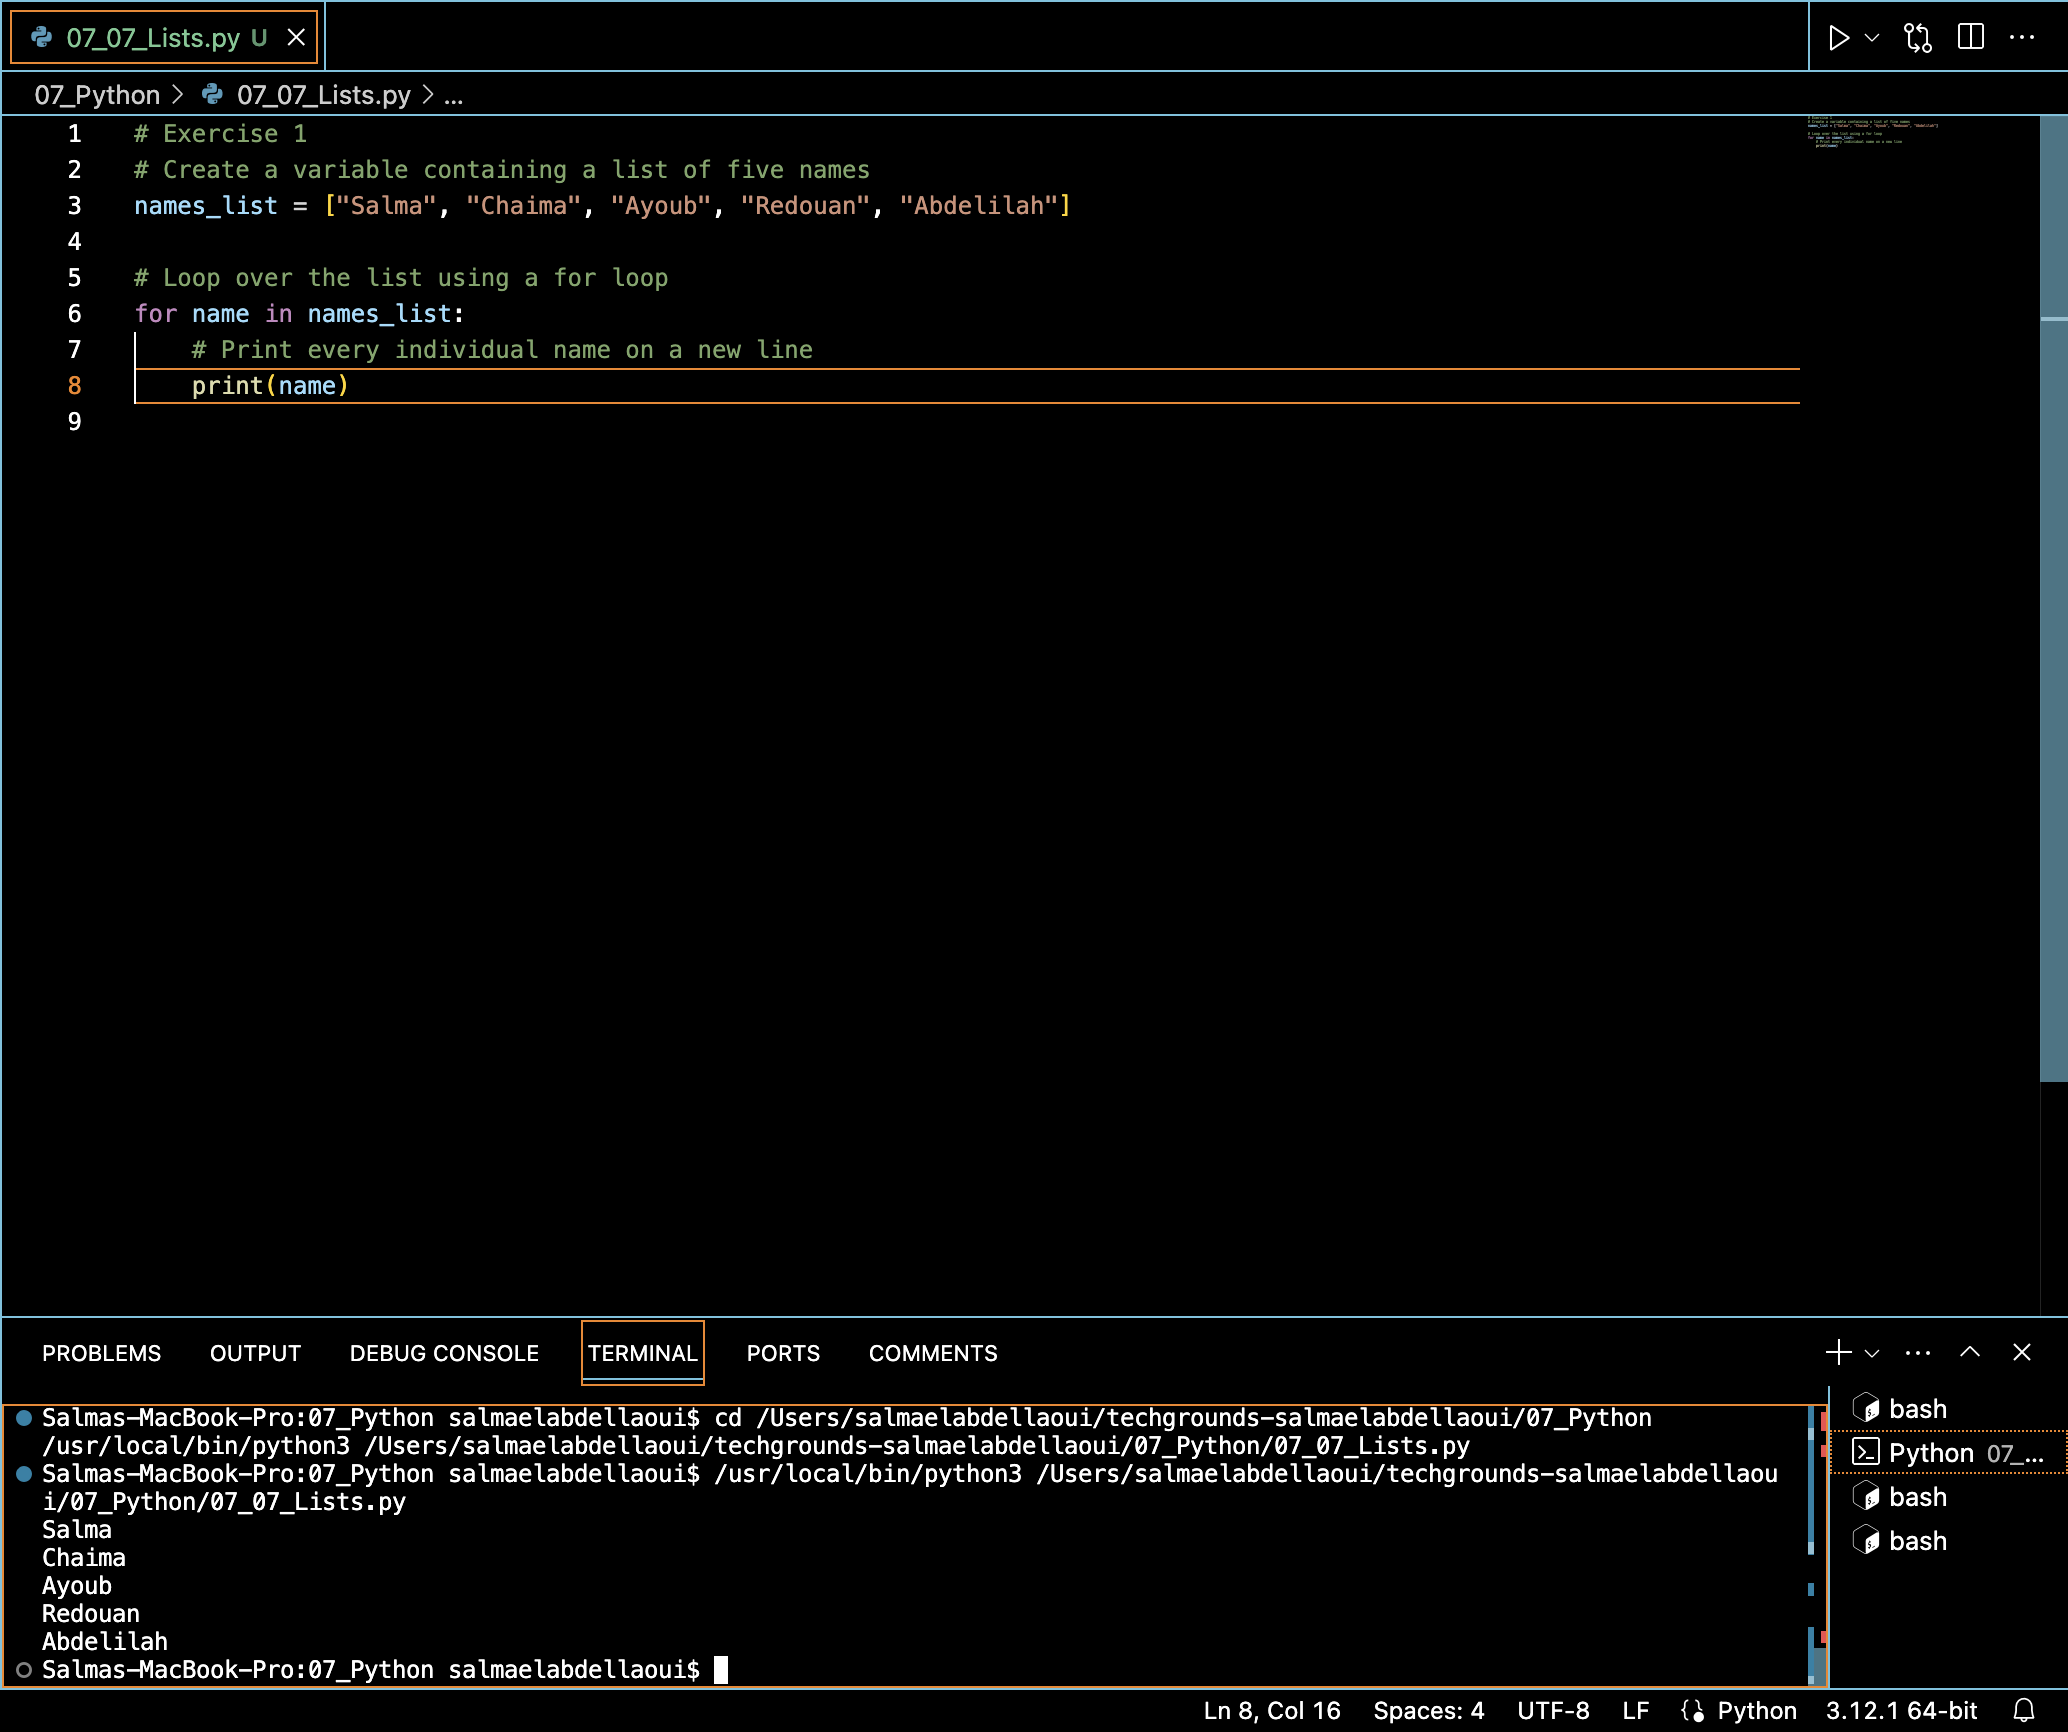 07_07_Lists.py U
07_Python > 07_07_Lists.py > ...
1 # Exercise 1
2 # Create a variable containing a list of five names
3 names_list = ["Salma", "Chaima", "Ayoub", "Redouan", "Abdelilah"]
4
5 # Loop over the list using a for loop
6 for name in names_list:
7     # Print every individual name on a new line
8     print(name)
9
PROBLEMS OUTPUT DEBUG CONSOLE TERMINAL PORTS COMMENTS
Salmas-MacBook-Pro:07_Python salmaelabdellaoui$ cd /Users/salmaelabdellaoui/techgrounds-salmaelabdellaoui/07_Python
/usr/local/bin/python3 /Users/salmaelabdellaoui/techgrounds-salmaelabdellaoui/07_Python/07_07_Lists.py
Salmas-MacBook-Pro:07_Python salmaelabdellaoui$ /usr/local/bin/python3 /Users/salmaelabdellaoui/techgrounds-salmaelabdellaou
i/07_Python/07_07_Lists.py
Salma
Chaima
Ayoub
Redouan
Abdelilah
Salmas-MacBook-Pro:07_Python salmaelabdellaoui$
bash
Python 07_...
bash
bash
Ln 8, Col 16 Spaces: 4 UTF-8 LF Python 3.12.1 64-bit